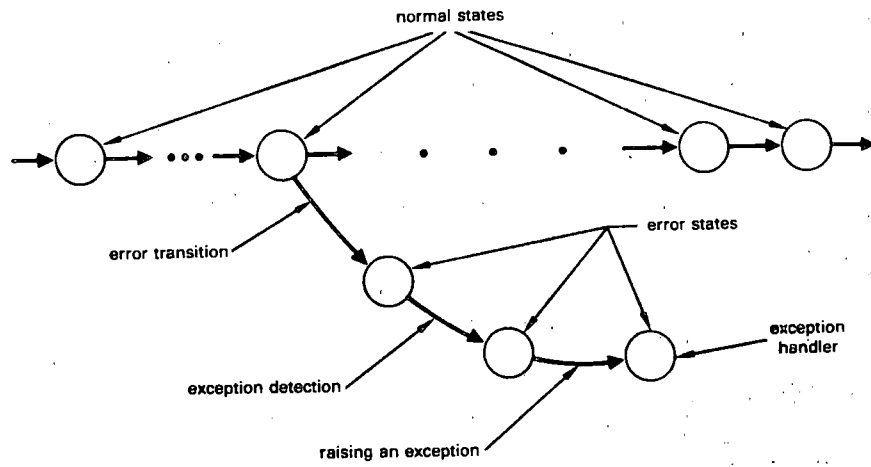 normal states
error transition
error states
exception
handler
exception detection
raising an exception